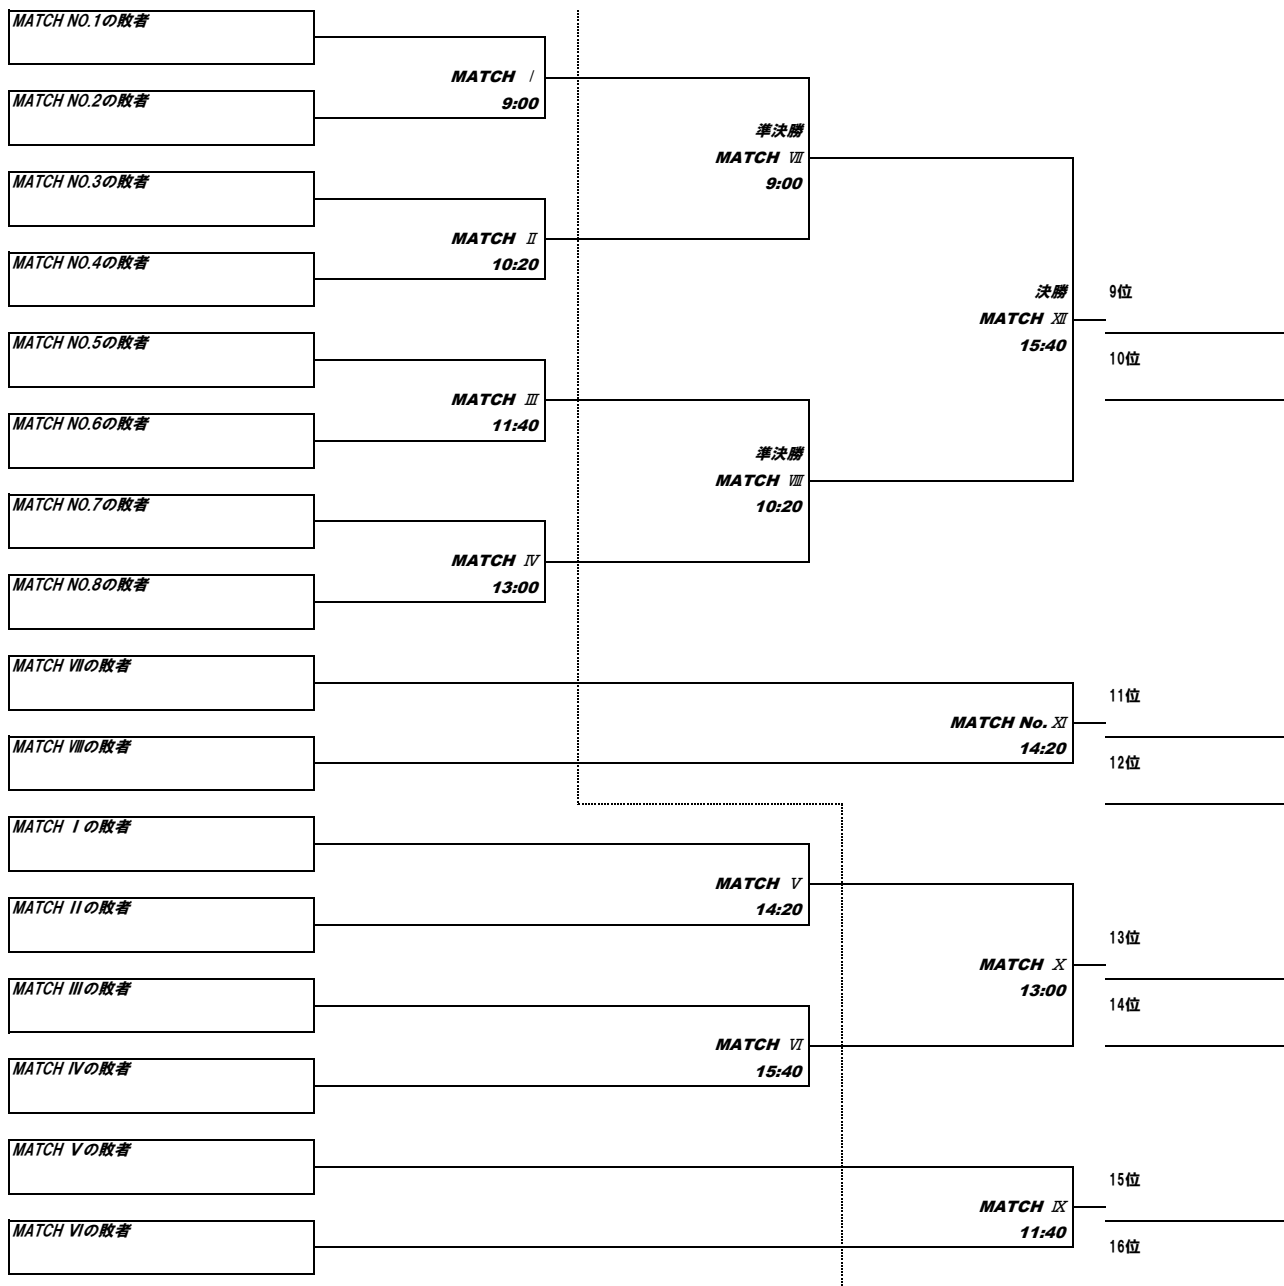 MATCH NO.1の敗者
MATCH Ⅰ
9:00
MATCH NO.2の敗者
準決勝
MATCH Ⅶ
9:00
MATCH NO.3の敗者
MATCH Ⅱ
10:20
MATCH NO.4の敗者
決勝
MATCH Ⅻ
15:40
9位
10位
MATCH NO.5の敗者
MATCH Ⅲ
11:40
MATCH NO.6の敗者
準決勝
MATCH Ⅷ
10:20
MATCH NO.7の敗者
MATCH Ⅳ
13:00
MATCH NO.8の敗者
MATCH Ⅶの敗者
MATCH No. Ⅺ
14:20
11位
12位
MATCH Ⅷの敗者
MATCH Ⅰの敗者
MATCH Ⅴ
14:20
MATCH Ⅱの敗者
MATCH Ⅹ
13:00
13位
14位
MATCH Ⅲの敗者
MATCH Ⅵ
15:40
MATCH Ⅳの敗者
MATCH Ⅴの敗者
MATCH Ⅸ
11:40
15位
16位
MATCH Ⅵの敗者